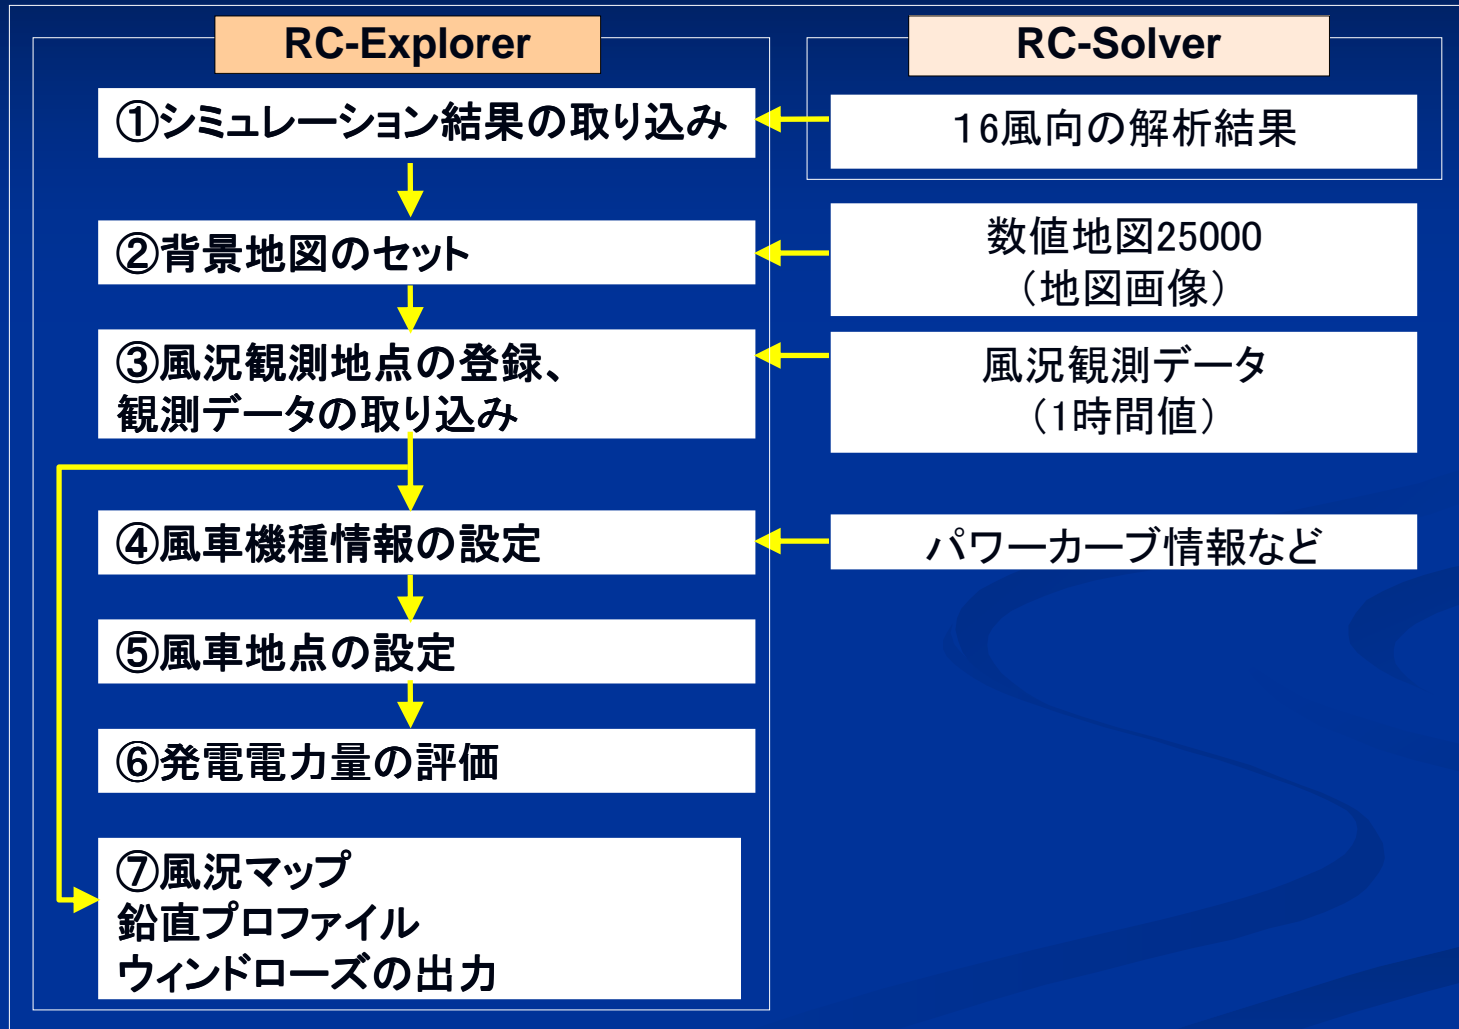 RC-Explorer
①シミュレーション結果の取り込み
②背景地図のセット
③風況観測地点の登録、
観測データの取り込み
④風車機種情報の設定
⑤風車地点の設定
⑥発電電力量の評価
⑦風況マップ
鉛直プロファイル
ウィンドローズの出力
RC-Solver
16風向の解析結果
数値地図25000
（地図画像）
風況観測データ
（1時間値）
パワーカーブ情報など